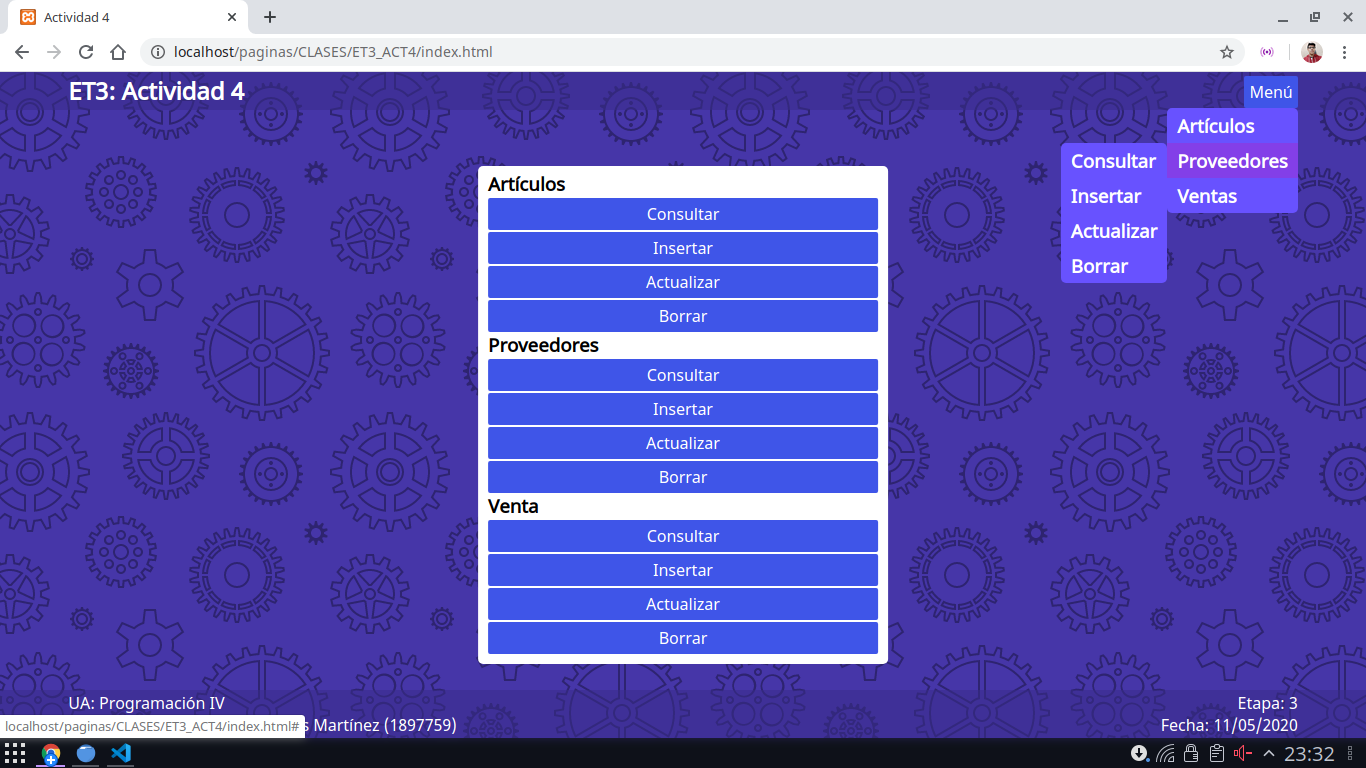 Actividad 4
localhost/paginas/CLASES/ET3_ACT4/index.html
ET3: Actividad 4
Menú
Artículos
Proveedores
Ventas
Consultar
Insertar
Actualizar
Borrar
Artículos
Consultar
Insertar
Actualizar
Borrar
Proveedores
Consultar
Insertar
Actualizar
Borrar
Venta
Consultar
Insertar
Actualizar
Borrar
UA: Programación IV
Etapa: 3
localhost/paginas/CLASES/ET3_ACT4/index.html#
Martínez (1897759)
Fecha: 11/05/2020
23:32